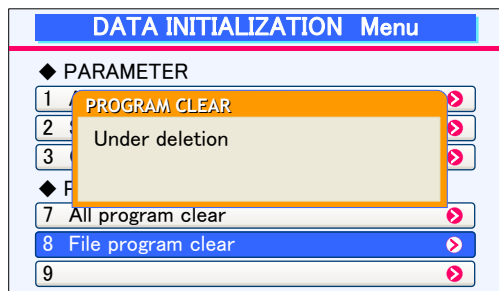 DATA INITIALIZATION Menu
◆ PARAMETER
1
PROGRAM CLEAR
2
Under deletion
3
◆
7 All program clear
8 File program clear
9